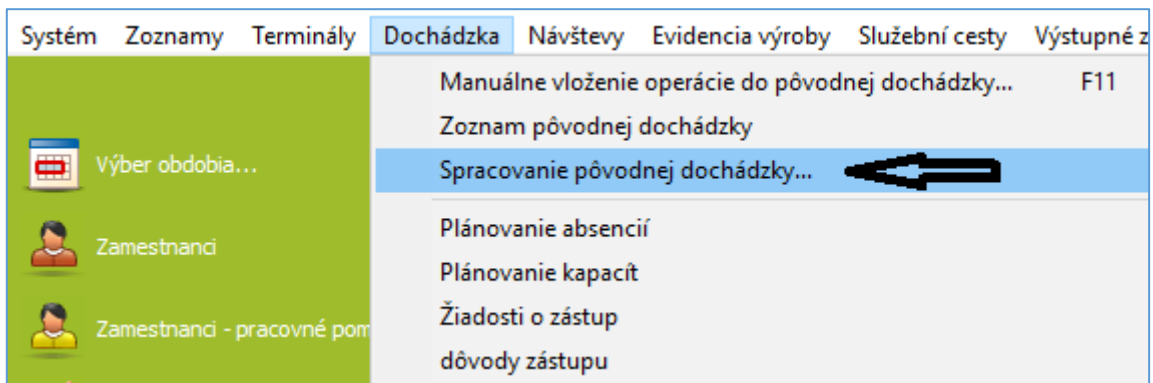 Systém Zoznamy Terminály Dochádzka Návštevy Evidencia výroby Služební cesty Výstupné z
Manuálne vloženie operácie do pôvodnej dochádzky... F11
Zoznam pôvodnej dochádzky
Výber obdobia...
Spracovanie pôvodnej dochádzky...
Plánovanie absencií
Zamestnanci
Plánovanie kapacít
Žiadosti o zástup
Zamestnanci - pracovné pom
dôvody zástupu